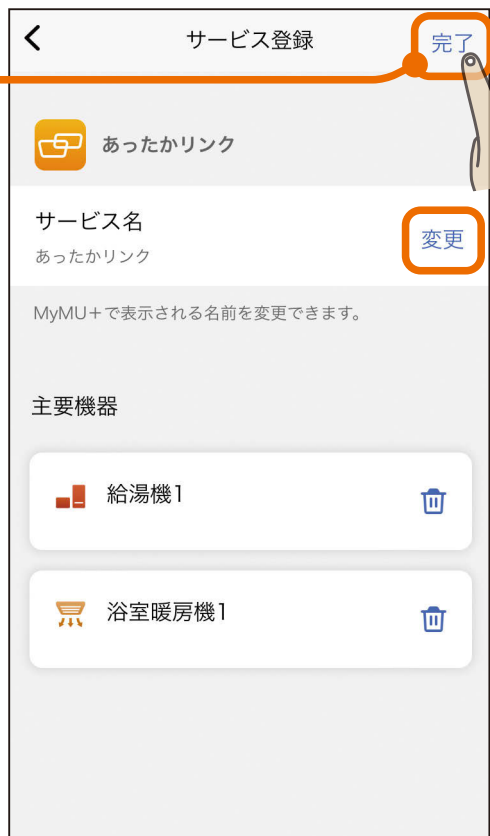 サービス登録
完了
あったかリンク
サービス名
あったかリンク
変更
MyMU+で表示される名前を変更できます。
主要機器
給湯機1
浴室暖房機1